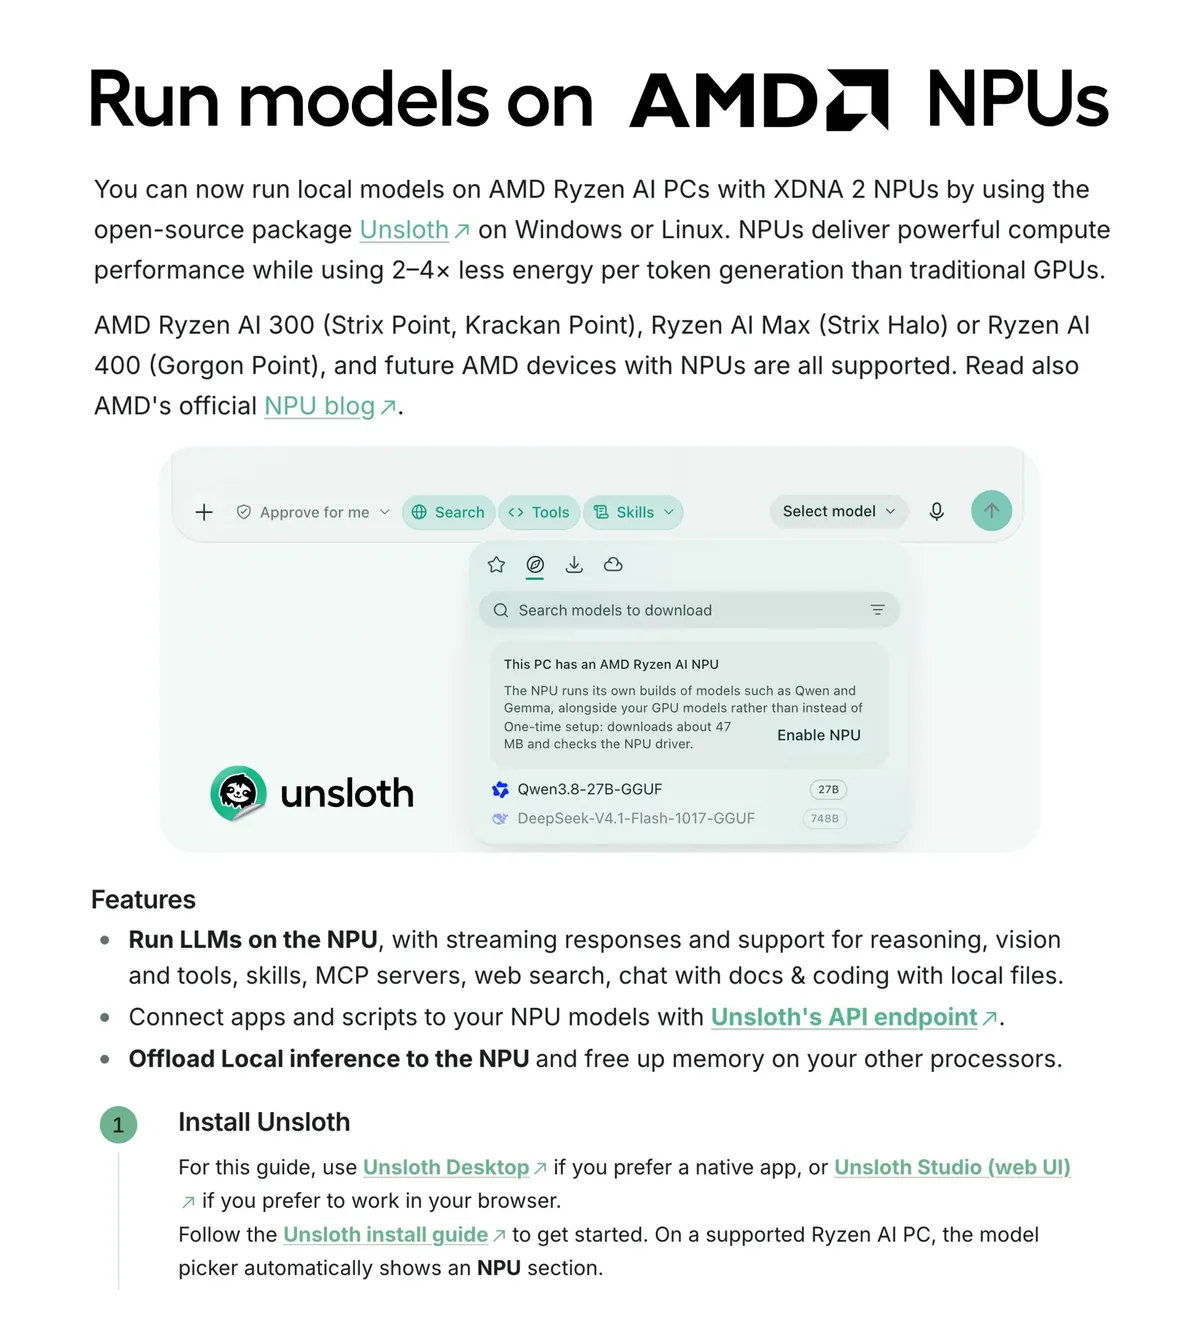 Run models on AMD NPUs
You can now run local models on AMD Ryzen AI PCs with XDNA 2 NPUs by using the
open-source package Unsloth↗ on Windows or Linux. NPUs deliver powerful compute
performance while using 2–4× less energy per token generation than traditional GPUs.
AMD Ryzen AI 300 (Strix Point, Krackan Point), Ryzen AI Max (Strix Halo) or Ryzen AI
400 (Gorgon Point), and future AMD devices with NPUs are all supported. Read also
AMD's official NPU blog↗.
Approve for me
Search
Tools
Skills
Select model
Search models to download
This PC has an AMD Ryzen AI NPU
The NPU runs its own builds of models such as Qwen and
Gemma, alongside your GPU models rather than instead of
One-time setup: downloads about 47
MB and checks the NPU driver.
Enable NPU
Qwen3.8-27B-GGUF 27B
DeepSeek-V4.1-Flash-1017-GGUF 748B
unsloth
Features
• Run LLMs on the NPU, with streaming responses and support for reasoning, vision
and tools, skills, MCP servers, web search, chat with docs & coding with local files.
• Connect apps and scripts to your NPU models with Unsloth's API endpoint↗.
• Offload Local inference to the NPU and free up memory on your other processors.
1 Install Unsloth
For this guide, use Unsloth Desktop↗ if you prefer a native app, or Unsloth Studio (web UI)
↗ if you prefer to work in your browser.
Follow the Unsloth install guide↗ to get started. On a supported Ryzen AI PC, the model
picker automatically shows an NPU section.